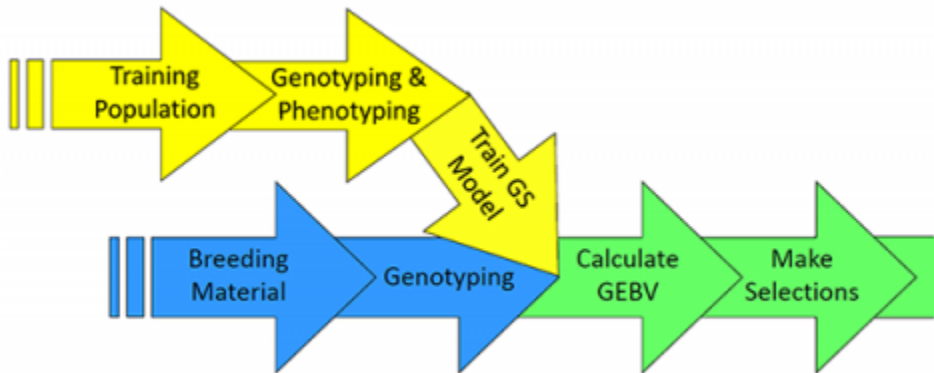 Training
Population
Genotyping &
Phenotyping
Train GS
Model
Breeding
Material
Genotyping
Calculate
GEBV
Make
Selections